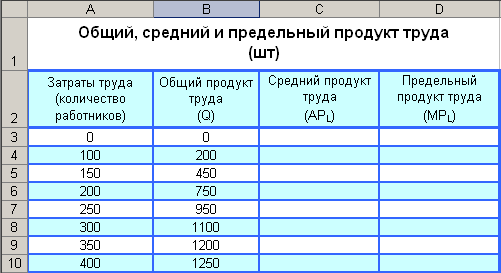 A B C D
1 Общий, средний и предельный продукт труда
(шт)
2 Затраты труда (количество работников) Общий продукт труда (Q) Средний продукт труда (APL) Предельный продукт труда (MPL)
3 0 0
4 100 200
5 150 450
6 200 750
7 250 950
8 300 1100
9 350 1200
10 400 1250